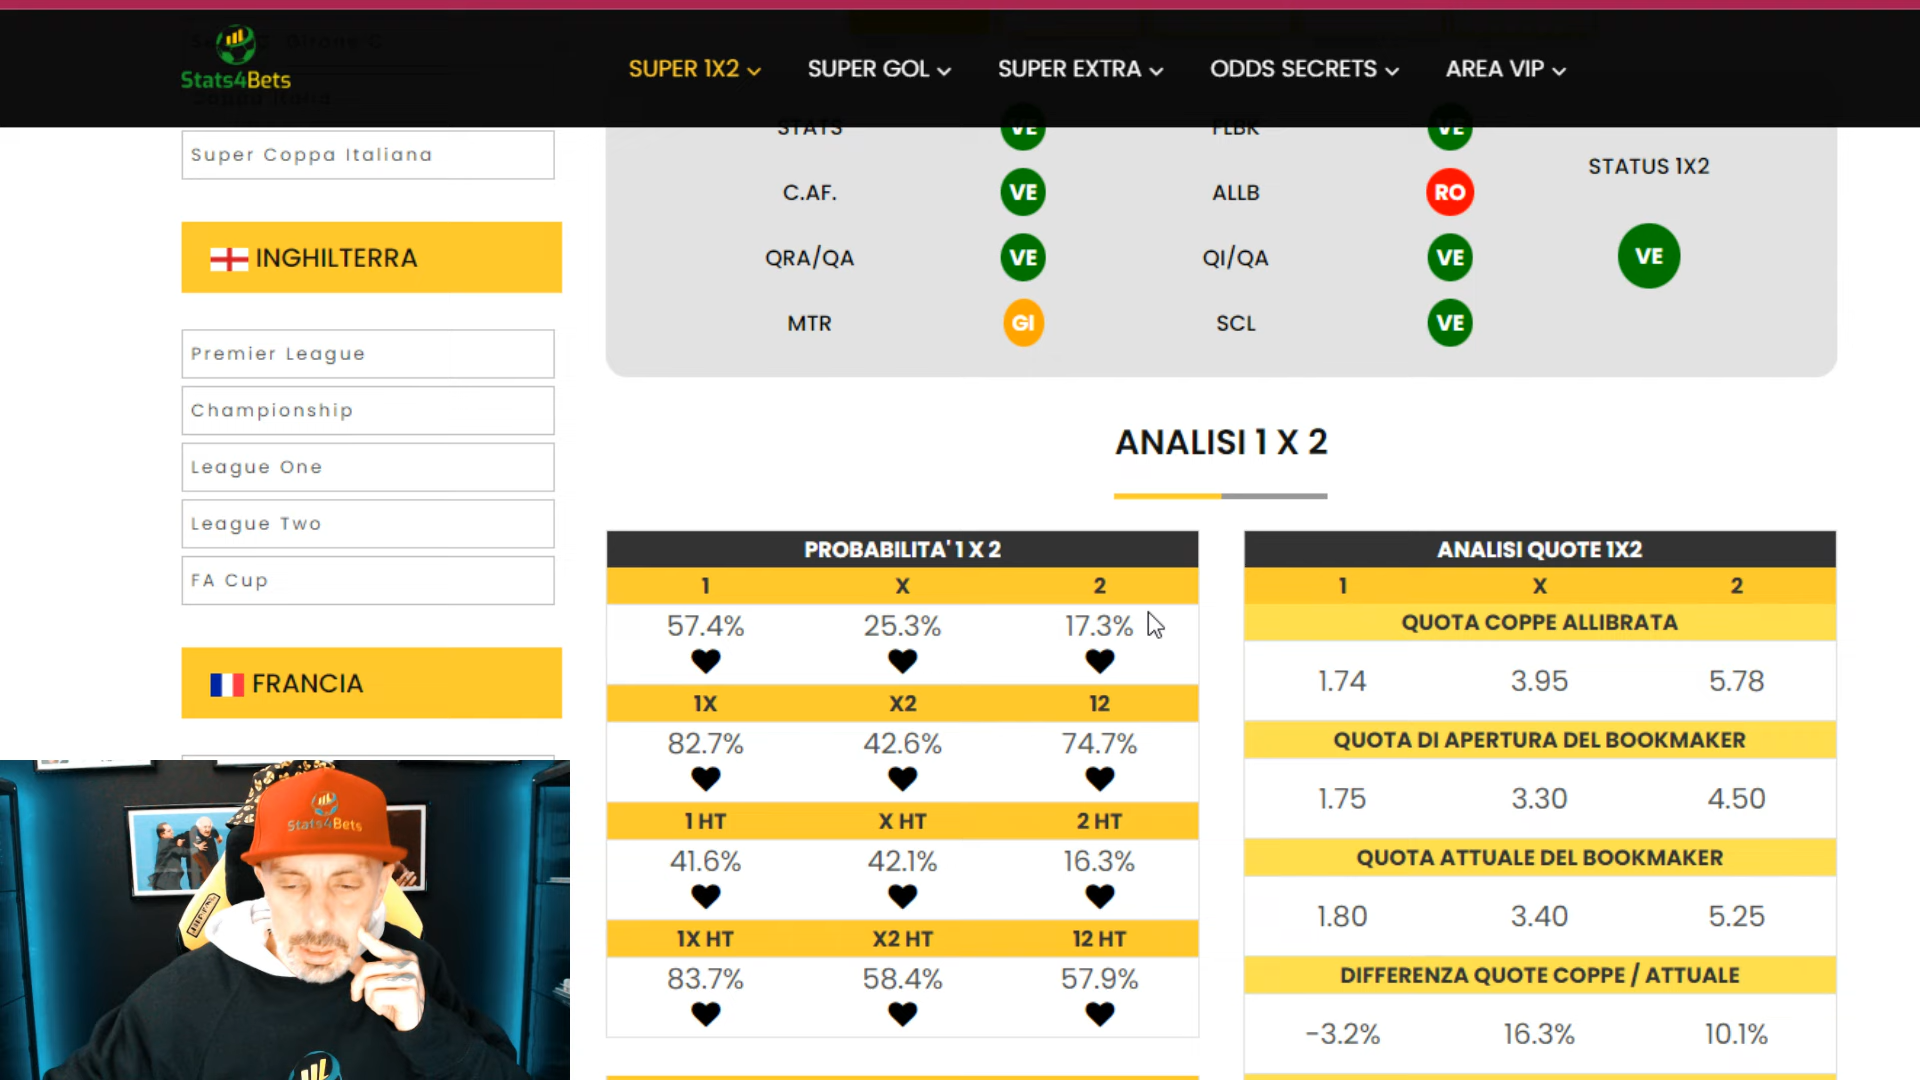 Stats4Bets
SUPER 1X2
SUPER GOL
SUPER EXTRA
ODDS SECRETS
AREA VIP
Super Coppa Italiana
INGHILTERRA
Premier League
Championship
League One
League Two
FA Cup
FRANCIA
STATS VE FLBK VE
STATUS 1X2
C.AF. VE ALLB RO
QRA/QA VE QI/QA VE
VE
MTR GI SCL VE
ANALISI 1 X 2
PROBABILITA' 1 X 2
1 X 2
57.4% 25.3% 17.3%
1X X2 12
82.7% 42.6% 74.7%
1 HT X HT 2 HT
41.6% 42.1% 16.3%
1X HT X2 HT 12 HT
83.7% 58.4% 57.9%
ANALISI QUOTE 1X2
1 X 2
QUOTA COPPE ALLIBRATA
1.74 3.95 5.78
QUOTA DI APERTURA DEL BOOKMAKER
1.75 3.30 4.50
QUOTA ATTUALE DEL BOOKMAKER
1.80 3.40 5.25
DIFFERENZA QUOTE COPPE / ATTUALE
-3.2% 16.3% 10.1%
Stats4Bets